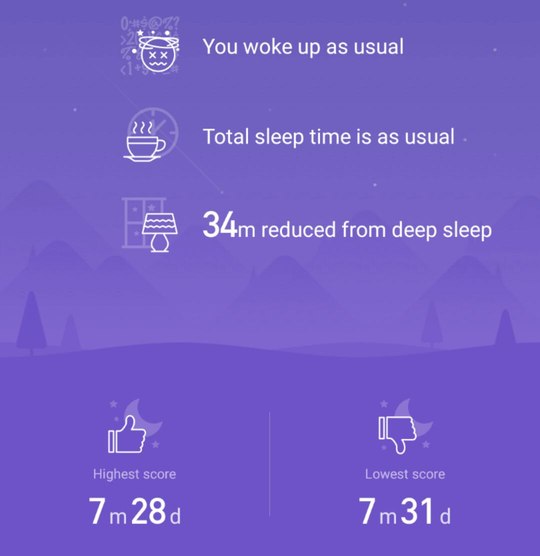 You woke up as usual
Total sleep time is as usual
34m reduced from deep sleep
Highest score
Lowest score
7 m 28 d
7 m 31 d